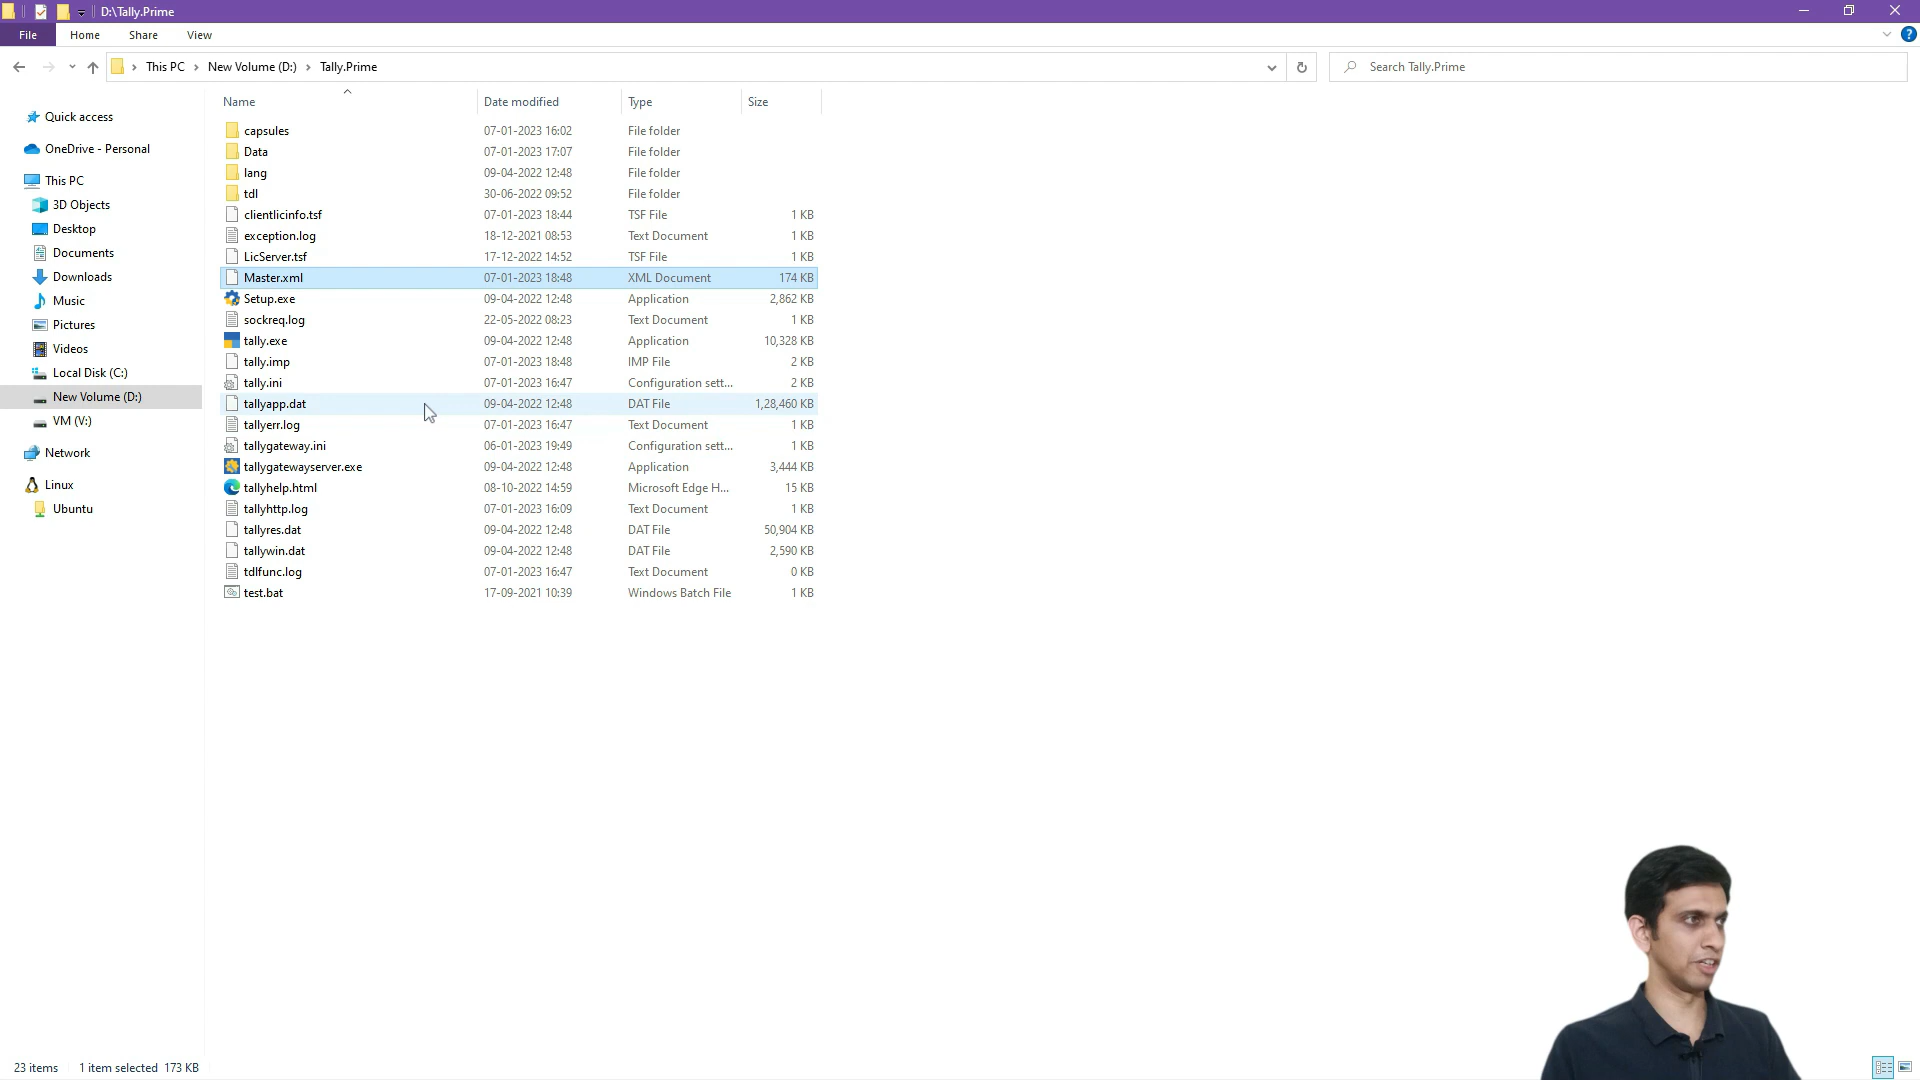 D:\Tally.Prime
File Home Share View
This PC New Volume (D:) Tally.Prime
Search Tally.Prime
Quick access
OneDrive - Personal
This PC
3D Objects
Desktop
Documents
Downloads
Music
Pictures
Videos
Local Disk (C:)
New Volume (D:)
VM (V:)
Network
Linux
Ubuntu
Name Date modified Type Size
capsules 07-01-2023 16:02 File folder
Data 07-01-2023 17:07 File folder
lang 09-04-2022 12:48 File folder
tdl 30-06-2022 09:52 File folder
clientlicinfo.tsf 07-01-2023 18:44 TSF File 1 KB
exception.log 18-12-2021 08:53 Text Document 1 KB
LicServer.tsf 17-12-2022 14:52 TSF File 1 KB
Master.xml 07-01-2023 18:48 XML Document 174 KB
Setup.exe 09-04-2022 12:48 Application 2,862 KB
sockreq.log 22-05-2022 08:23 Text Document 1 KB
tally.exe 09-04-2022 12:48 Application 10,328 KB
tally.imp 07-01-2023 18:48 IMP File 2 KB
tally.ini 07-01-2023 16:47 Configuration sett... 2 KB
tallyapp.dat 09-04-2022 12:48 DAT File 1,28,460 KB
tallyerr.log 07-01-2023 16:47 Text Document 1 KB
tallygateway.ini 06-01-2023 19:49 Configuration sett... 1 KB
tallygatewayserver.exe 09-04-2022 12:48 Application 3,444 KB
tallyhelp.html 08-10-2022 14:59 Microsoft Edge H... 15 KB
tallyhttp.log 07-01-2023 16:09 Text Document 1 KB
tallyres.dat 09-04-2022 12:48 DAT File 50,904 KB
tallywin.dat 09-04-2022 12:48 DAT File 2,590 KB
tdlfunc.log 07-01-2023 16:47 Text Document 0 KB
test.bat 17-09-2021 10:39 Windows Batch File 1 KB
23 items 1 item selected 173 KB